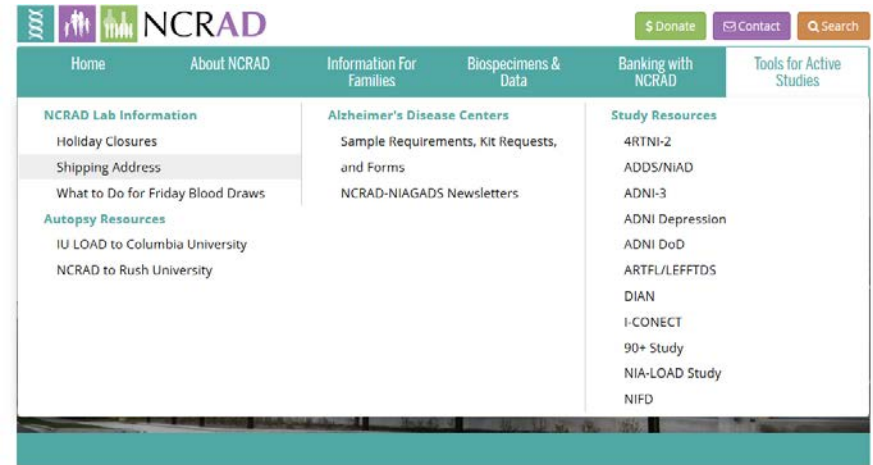 NCRAD
$ Donate
Contact
Search
Home
About NCRAD
Information For
Families
Biospecimens &
Data
Banking with
NCRAD
Tools for Active
Studies
NCRAD Lab Information
Holiday Closures
Shipping Address
What to Do for Friday Blood Draws
Autopsy Resources
IU LOAD to Columbia University
NCRAD to Rush University
Alzheimer's Disease Centers
Sample Requirements, Kit Requests,
and Forms
NCRAD-NIAGADS Newsletters
Study Resources
4RTNI-2
ADDS/NiAD
ADNI-3
ADNI Depression
ADNI DoD
ARTFL/LEFFTDS
DIAN
I-CONECT
90+ Study
NIA-LOAD Study
NIFD